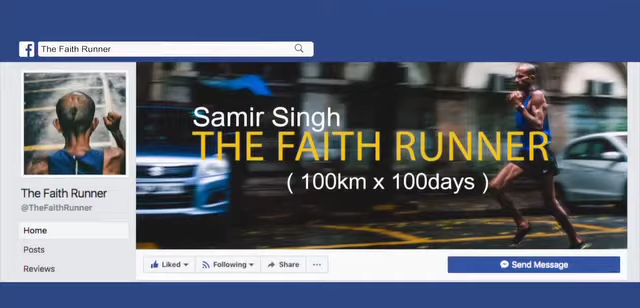 The Faith Runner
Samir Singh
THE FAITH RUNNER
( 100km x 100days )
The Faith Runner
@TheFaithRunner
Home
Posts
Reviews
Liked
Following
Share
Send Message